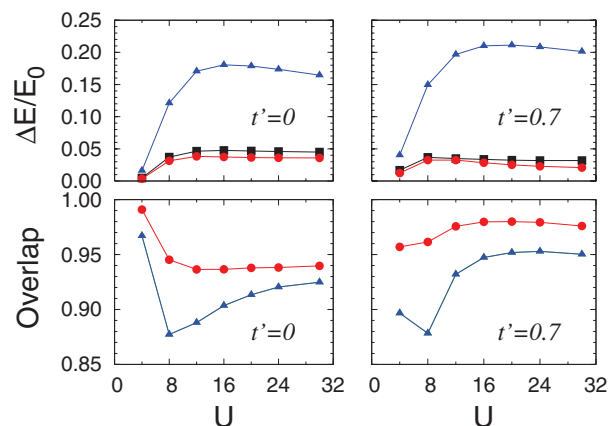 ΔE/E0
0.25
0.20
0.15
0.10
0.05
0.00
t'=0
t'=0.7
Overlap
1.00
0.95
0.90
0.85
t'=0
t'=0.7
0 8 16 24 32
0 8 16 24 32
U
U